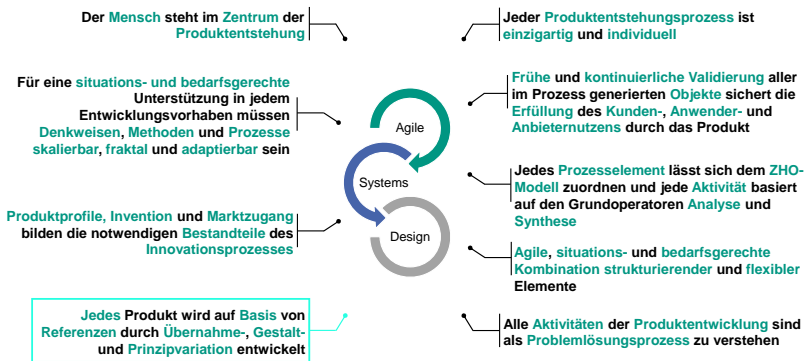 Der Mensch steht im Zentrum der
Produktentstehung
Für eine situations- und bedarfsgerechte
Unterstützung in jedem
Entwicklungsvorhaben müssen
Denkweisen, Methoden und Prozesse
skalierbar, fraktal und adaptierbar sein
Produktprofile, Invention und Marktzugang
bilden die notwendigen Bestandteile des
Innovationsprozesses
Jedes Produkt wird auf Basis von
Referenzen durch Übernahme-, Gestalt-
und Prinzipvariation entwickelt
Agile
Systems
Design
Jeder Produktentstehungsprozess ist
einzigartig und individuell
Frühe und kontinuierliche Validierung aller
im Prozess generierten Objekte sichert die
Erfüllung des Kunden-, Anwender- und
Anbieternutzens durch das Produkt
Jedes Prozesselement lässt sich dem ZHO-
Modell zuordnen und jede Aktivität basiert
auf den Grundoperatoren Analyse und
Synthese
Agile, situations- und bedarfsgerechte
Kombination strukturierender und flexibler
Elemente
Alle Aktivitäten der Produktentwicklung sind
als Problemlösungsprozess zu verstehen